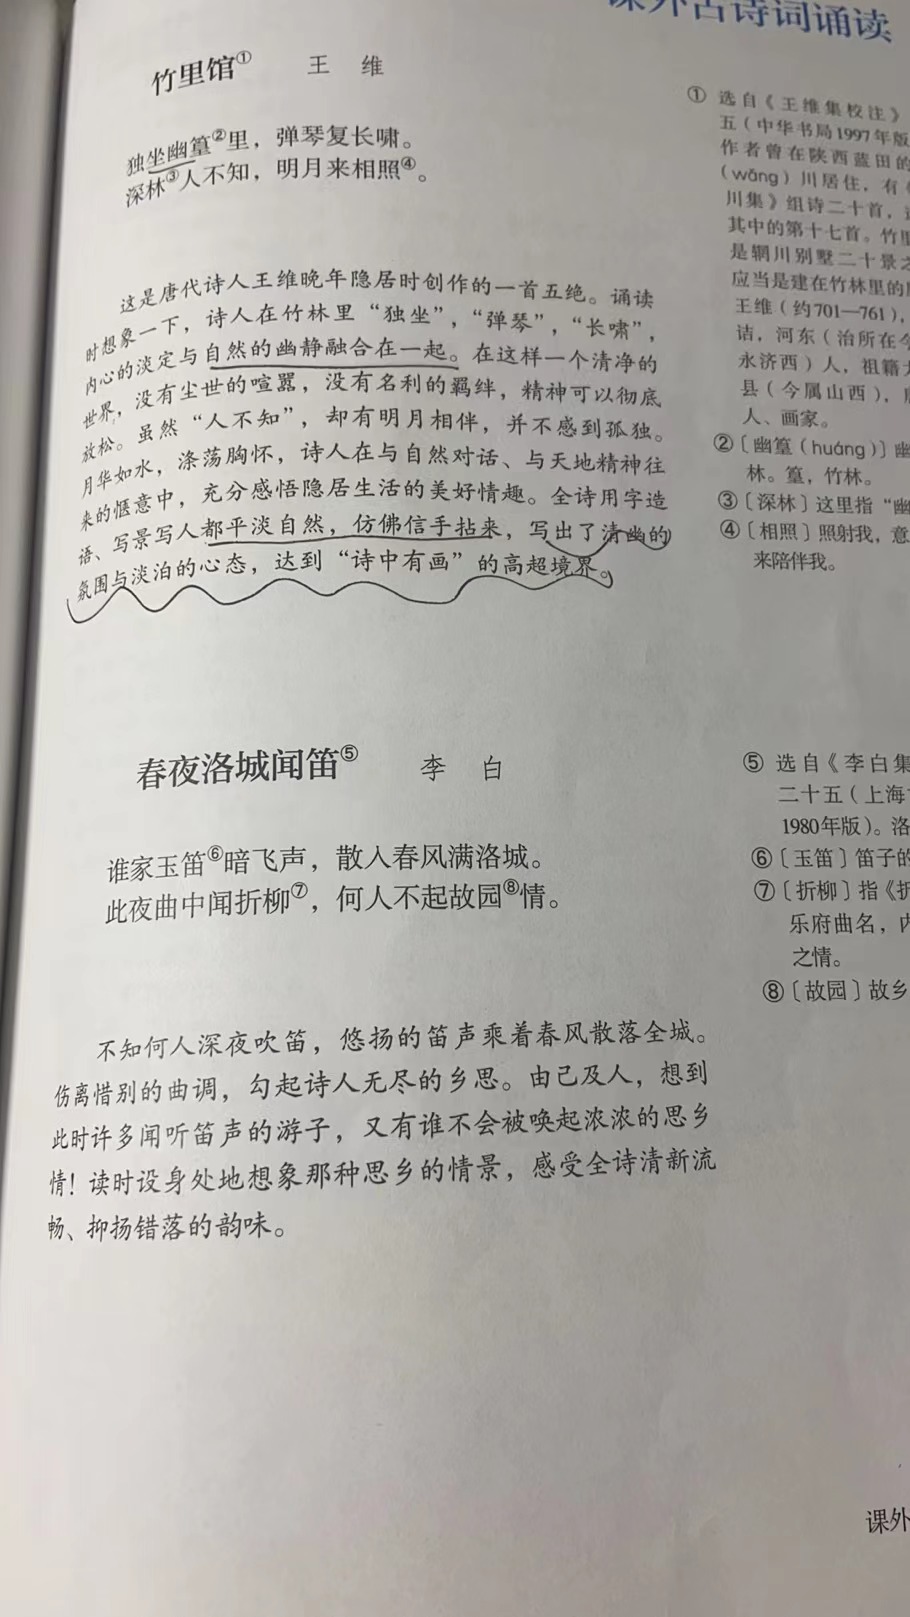 课外古诗词诵读
竹里馆① 王 维
独坐幽篁②里，弹琴复长啸。
深林③人不知，明月来相照④。
这是唐代诗人王维晚年隐居时创作的一首五绝。诵读
时想象一下，诗人在竹林里“独坐”，“弹琴”，“长啸”，
内心的淡定与自然的幽静融合在一起。在这样一个清净的
世界，没有尘世的喧嚣，没有名利的羁绊，精神可以彻底
放松。虽然“人不知”，却有明月相伴，并不感到孤独。
月华如水，涤荡胸怀，诗人在与自然对话、与天地精神往
来的惬意中，充分感悟隐居生活的美好情趣。全诗用字造
语、写景写人都平淡自然，仿佛信手拈来，写出了清幽的
氛围与淡泊的心态，达到“诗中有画”的高超境界。
① 选自《王维集校注》
五（中华书局1997年版
作者曾在陕西蓝田的
（wǎng）川居住，有
川集》组诗二十首，
其中的第十七首。竹里
是辋川别墅二十景之
应当是建在竹林里的
王维（约701—761），
诘，河东（治所在今
永济西）人，祖籍
县（今属山西），
人、画家。
②〔幽篁（huáng）〕幽
林。篁，竹林。
③〔深林〕这里指“幽
④〔相照〕照射我，意
来陪伴我。
春夜洛城闻笛⑤ 李 白
谁家玉笛⑥暗飞声，散入春风满洛城。
此夜曲中闻折柳⑦，何人不起故园⑧情。
不知何人深夜吹笛，悠扬的笛声乘着春风散落全城。
伤离惜别的曲调，勾起诗人无尽的乡思。由己及人，想到
此时许多闻听笛声的游子，又有谁不会被唤起浓浓的思乡
情！读时设身处地想象那种思乡的情景，感受全诗清新流
畅、抑扬错落的韵味。
⑤ 选自《李白集
二十五（上海
1980年版）。洛
⑥〔玉笛〕笛子的
⑦〔折柳〕指《折
乐府曲名，内
之情。
⑧〔故园〕故乡
课外